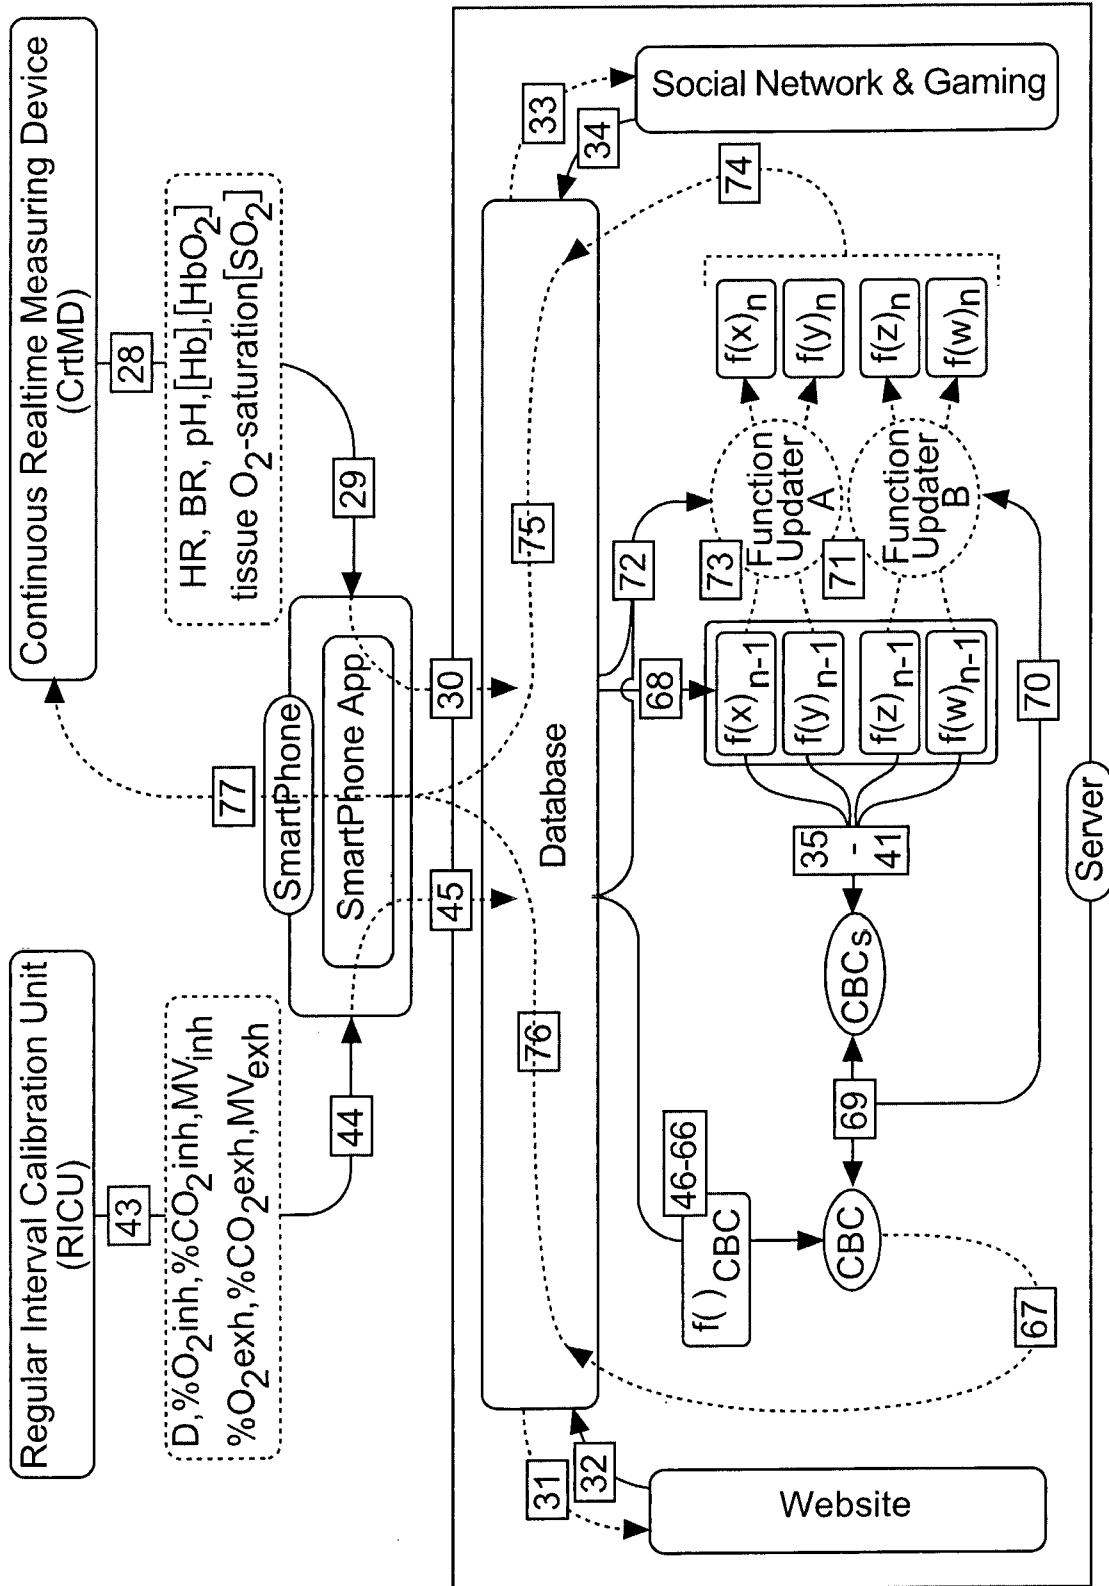 Regular Interval Calibration Unit
(RICU)
Continuous Realtime Measuring Device
(CrtMD)
43
28
D,%O2inh,%CO2inh,MVinh
%O2exh,%CO2exh,MVexh
HR, BR, pH,[Hb],[HbO2]
tissue O2-saturation[SO2]
77
44
29
SmartPhone
SmartPhone App
45
30
31
32
76
Database
75
33
34
Website
Social Network & Gaming
46-66
f( )CBC
68
72
74
CBC
69
CBCs
35
-
41
f(x)n-1
f(y)n-1
f(z)n-1
f(w)n-1
73
Function
Updater
A
71
Function
Updater
B
f(x)n
f(y)n
f(z)n
f(w)n
67
70
Server